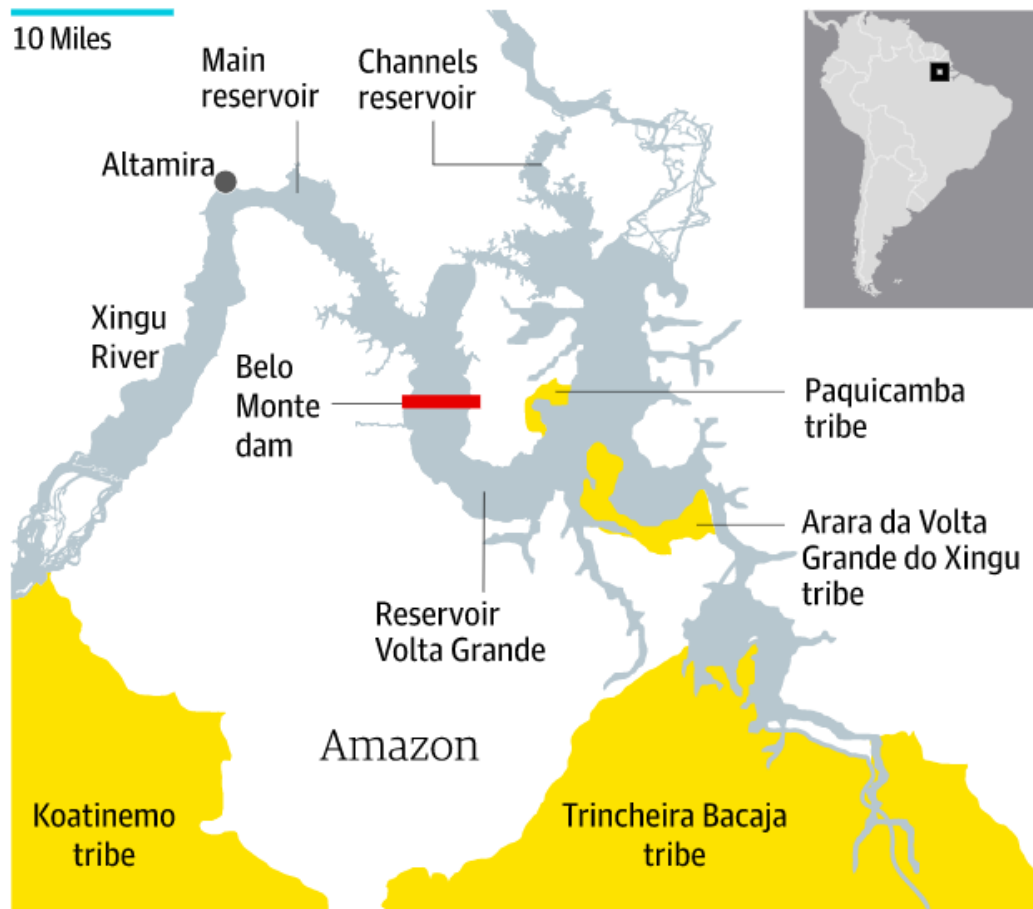 10 Miles
Main
reservoir
Channels
reservoir
Altamira
Xingu
River
Belo
Monte
dam
Paquicamba
tribe
Arara da Volta
Grande do Xingu
tribe
Reservoir
Volta Grande
Amazon
Koatinemo
tribe
Trincheira Bacaja
tribe